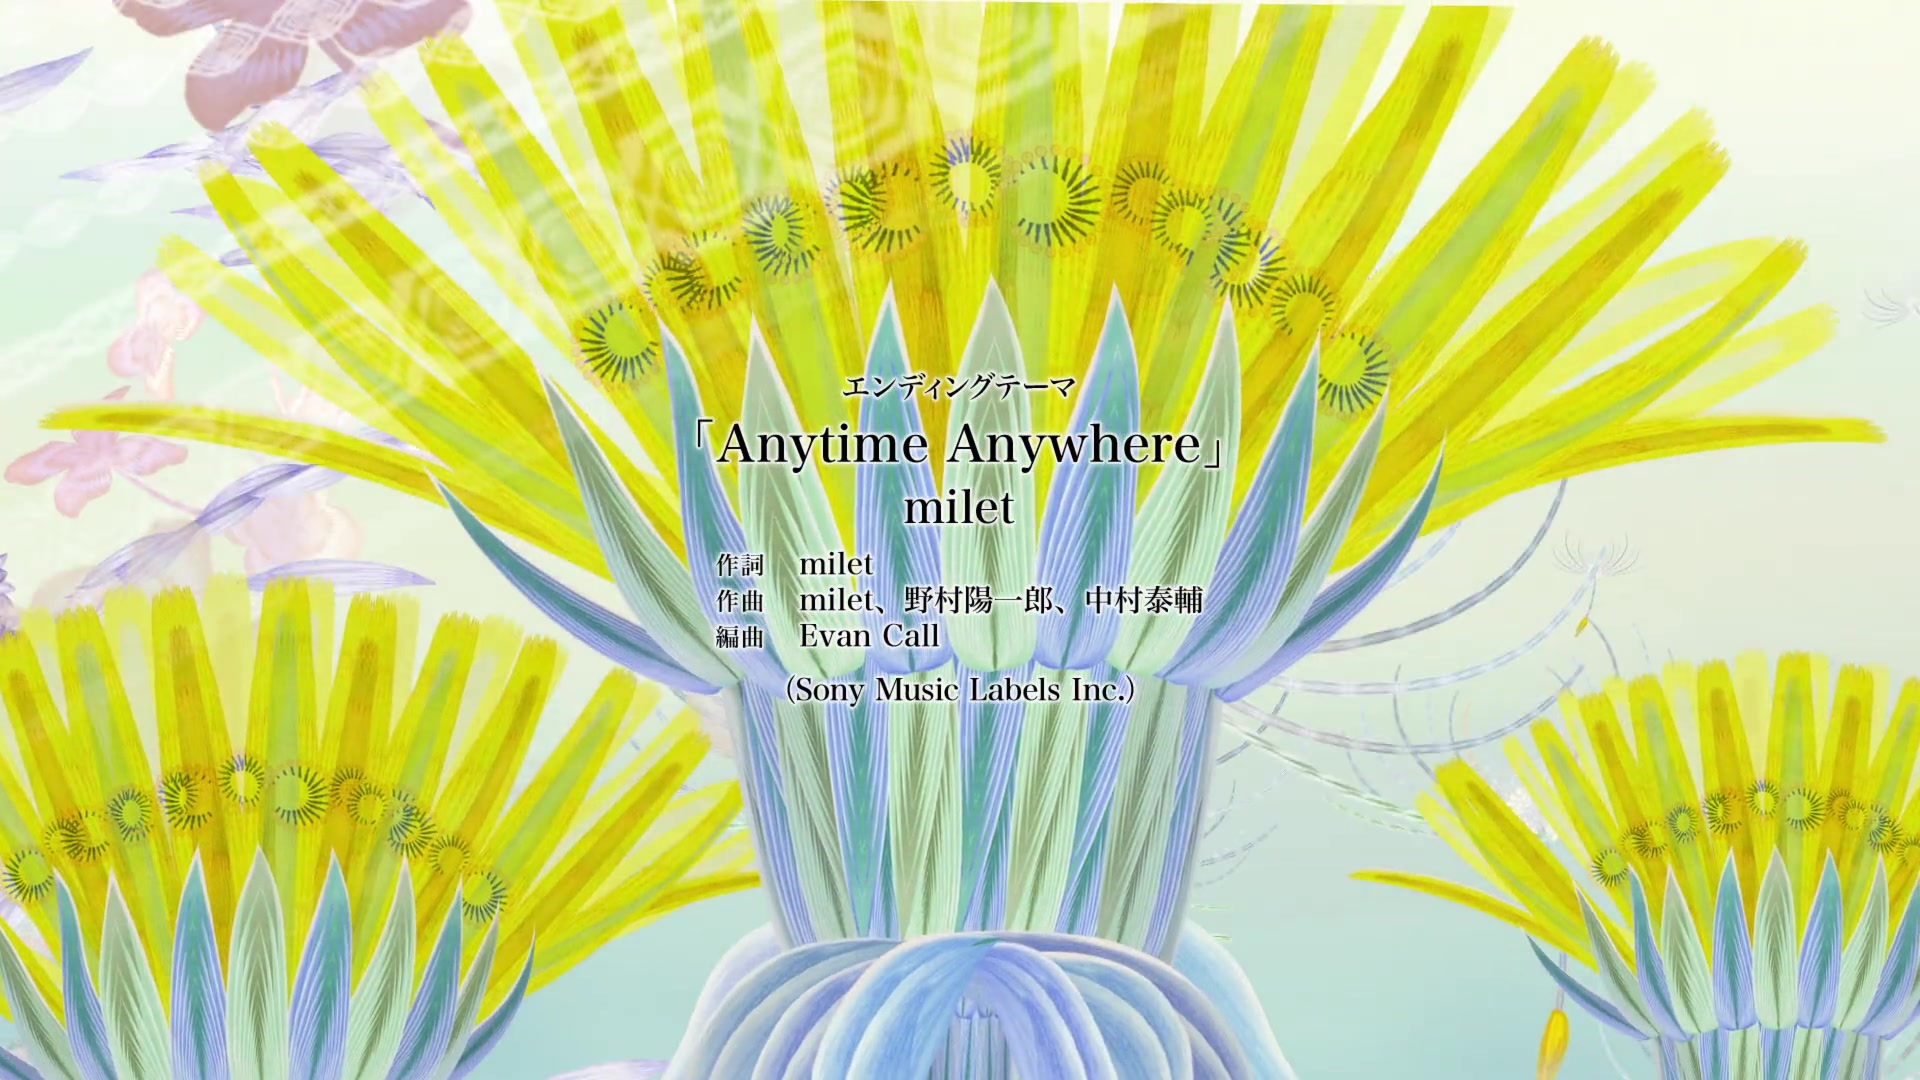 エンディングテーマ
「Anytime Anywhere」
milet
作詞 milet
作曲 milet、野村陽一郎、中村泰輔
編曲 Evan Call
(Sony Music Labels Inc.)